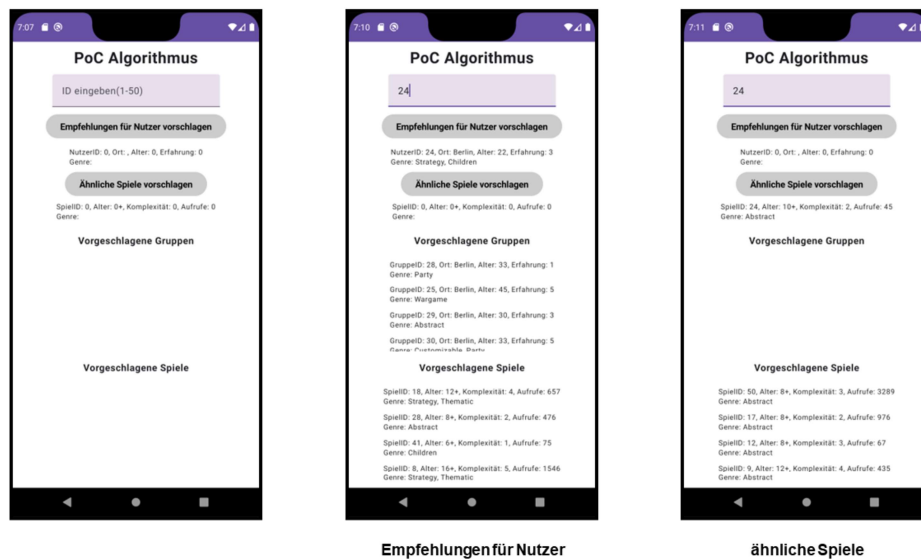 7:07
PoC Algorithmus
ID eingeben(1-50)
Empfehlungen für Nutzer vorschlagen
NutzerID: 0, Ort: , Alter: 0, Erfahrung: 0
Genre:
Ähnliche Spiele vorschlagen
SpielID: 0, Alter: 0+, Komplexität: 0, Aufrufe: 0
Genre:
Vorgeschlagene Gruppen
Vorgeschlagene Spiele
7:10
PoC Algorithmus
24
Empfehlungen für Nutzer vorschlagen
NutzerID: 24, Ort: Berlin, Alter: 22, Erfahrung: 3
Genre: Strategy, Children
Ähnliche Spiele vorschlagen
SpielID: 0, Alter: 0+, Komplexität: 0, Aufrufe: 0
Genre:
Vorgeschlagene Gruppen
GruppeID: 28, Ort: Berlin, Alter: 33, Erfahrung: 1
Genre: Party
GruppeID: 25, Ort: Berlin, Alter: 45, Erfahrung: 5
Genre: Wargame
GruppeID: 29, Ort: Berlin, Alter: 30, Erfahrung: 3
Genre: Abstract
GruppeID: 30, Ort: Berlin, Alter: 33, Erfahrung: 5
Genre: Customizable, Party
Vorgeschlagene Spiele
SpielID: 18, Alter: 12+, Komplexität: 4, Aufrufe: 657
Genre: Strategy, Thematic
SpielID: 28, Alter: 8+, Komplexität: 2, Aufrufe: 476
Genre: Abstract
SpielID: 41, Alter: 6+, Komplexität: 1, Aufrufe: 75
Genre: Children
SpielID: 8, Alter: 16+, Komplexität: 5, Aufrufe: 1546
Genre: Strategy, Thematic
Empfehlungen für Nutzer
7:11
PoC Algorithmus
24
Empfehlungen für Nutzer vorschlagen
NutzerID: 0, Ort: , Alter: 0, Erfahrung: 0
Genre:
Ähnliche Spiele vorschlagen
SpielID: 24, Alter: 10+, Komplexität: 2, Aufrufe: 45
Genre: Abstract
Vorgeschlagene Gruppen
Vorgeschlagene Spiele
SpielID: 50, Alter: 8+, Komplexität: 3, Aufrufe: 3289
Genre: Abstract
SpielID: 17, Alter: 8+, Komplexität: 2, Aufrufe: 976
Genre: Abstract
SpielID: 12, Alter: 8+, Komplexität: 3, Aufrufe: 67
Genre: Abstract
SpielID: 9, Alter: 12+, Komplexität: 4, Aufrufe: 435
Genre: Abstract
ähnliche Spiele